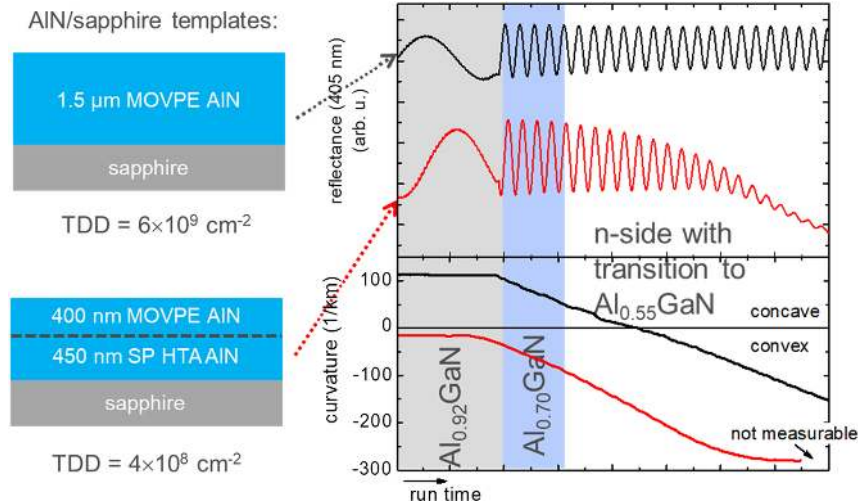 AlN/sapphire templates:
1.5 µm MOVPE AlN
sapphire
TDD = 6×10⁹ cm⁻²
400 nm MOVPE AlN
450 nm SP HTA AlN
sapphire
TDD = 4×10⁸ cm⁻²
reflectance (405 nm)
(arb. u.)
n-side with
transition to
Al₀.₅₅GaN
curvature (1/km)
100
0
-100
-200
-300
concave
convex
Al₀.₉₂GaN
Al₀.₇₀GaN
not measurable
run time